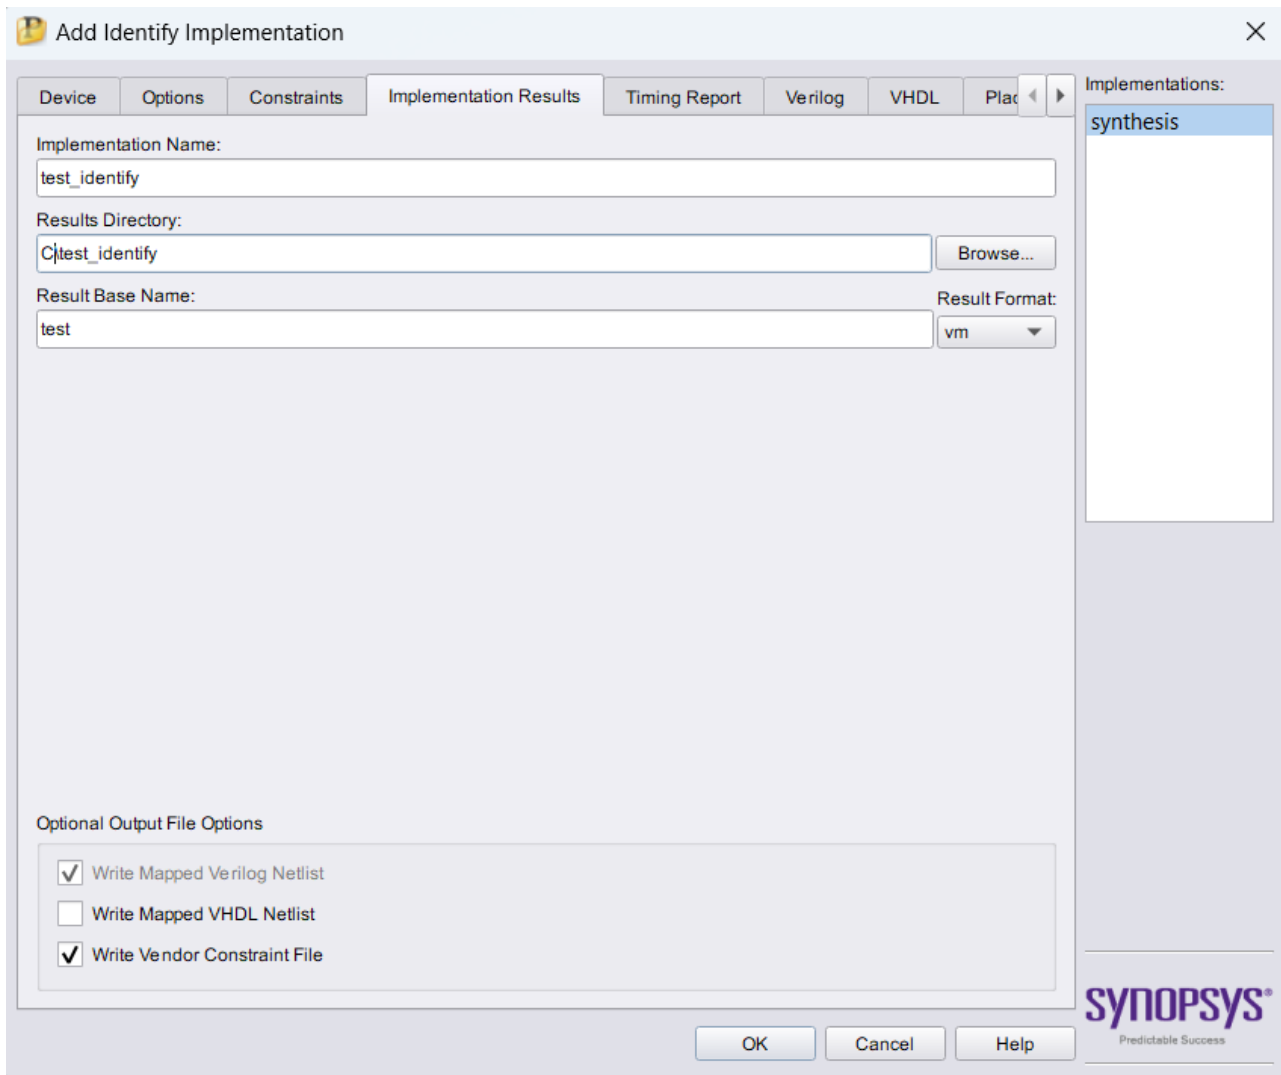 Add Identify Implementation
Device Options Constraints Implementation Results Timing Report Verilog VHDL Plac
Implementations:
synthesis
Implementation Name:
test_identify
Results Directory:
C\test_identify
Browse...
Result Base Name:
Result Format:
test
vm
Optional Output File Options
Write Mapped Verilog Netlist
Write Mapped VHDL Netlist
Write Vendor Constraint File
OK Cancel Help
SYNOPSYS®
Predictable Success